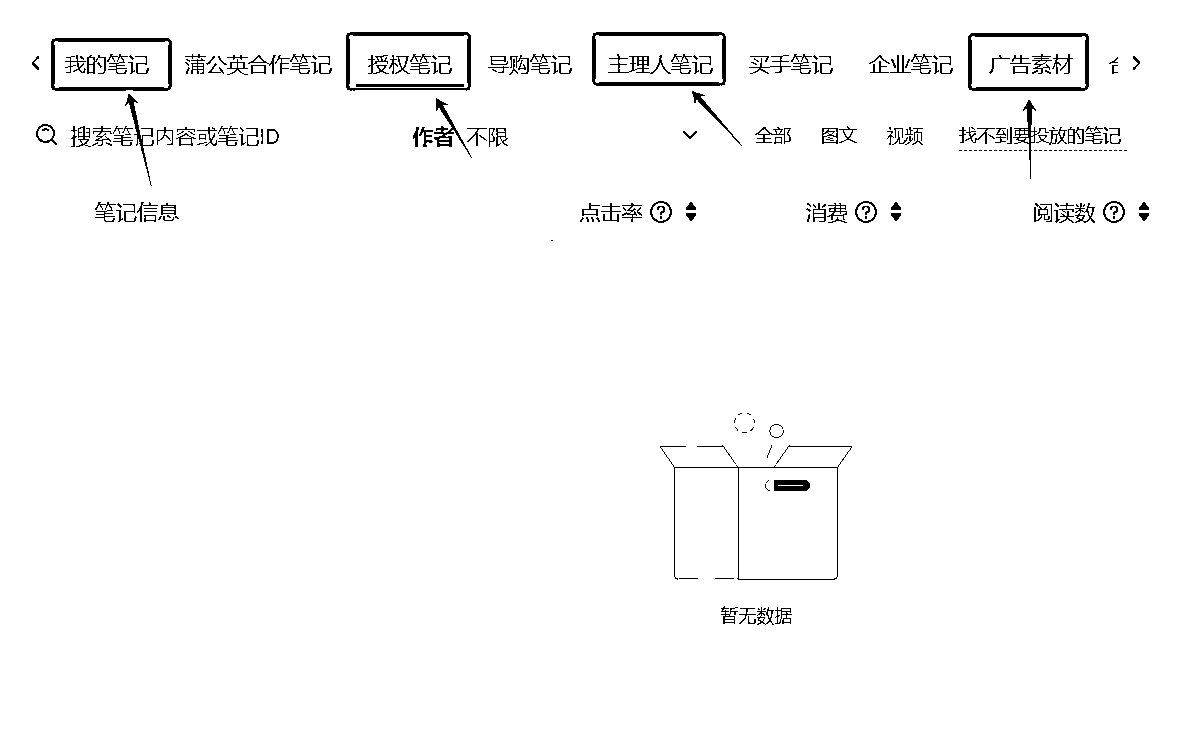 我的笔记 蒲公英合作笔记 授权笔记 导购笔记 主理人笔记 买手笔记 企业笔记 广告素材
搜索笔记内容或笔记ID 作者 不限 全部 图文 视频 找不到要投放的笔记
笔记信息 点击率 消费 阅读数
暂无数据